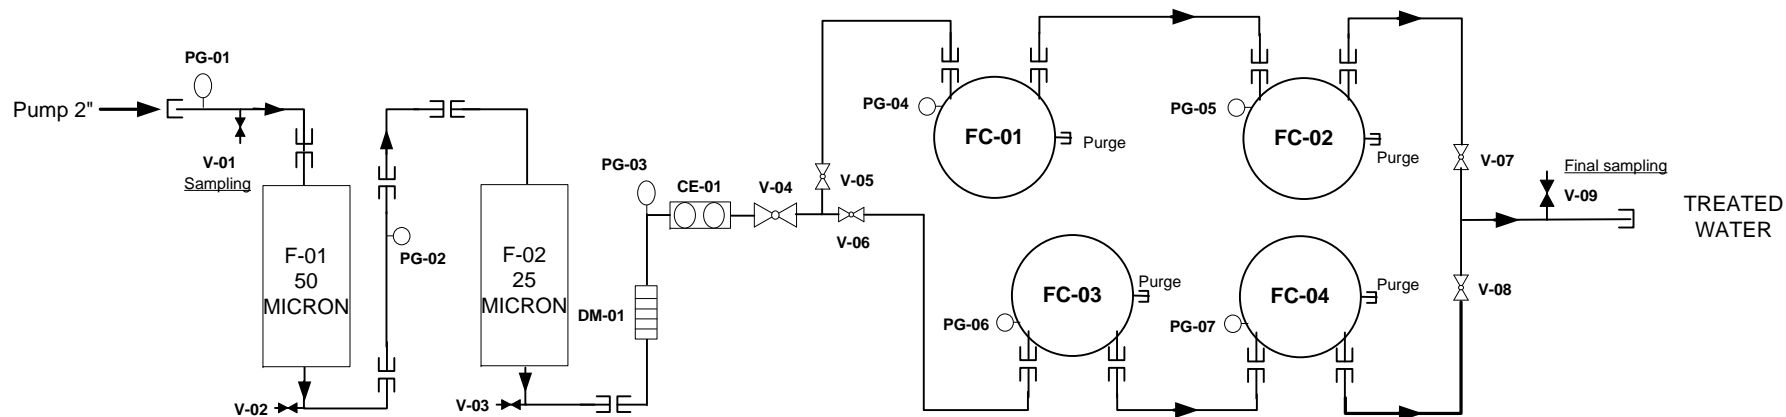 PG-01
Pump 2"
V-01
Sampling
F-01
50
MICRON
V-02
PG-02
F-02
25
MICRON
V-03
DM-01
PG-03
CE-01
V-04
V-05
V-06
PG-04
FC-01
Purge
PG-05
FC-02
Purge
PG-06
FC-03
Purge
PG-07
FC-04
Purge
V-07
V-08
Final sampling
V-09
TREATED
WATER